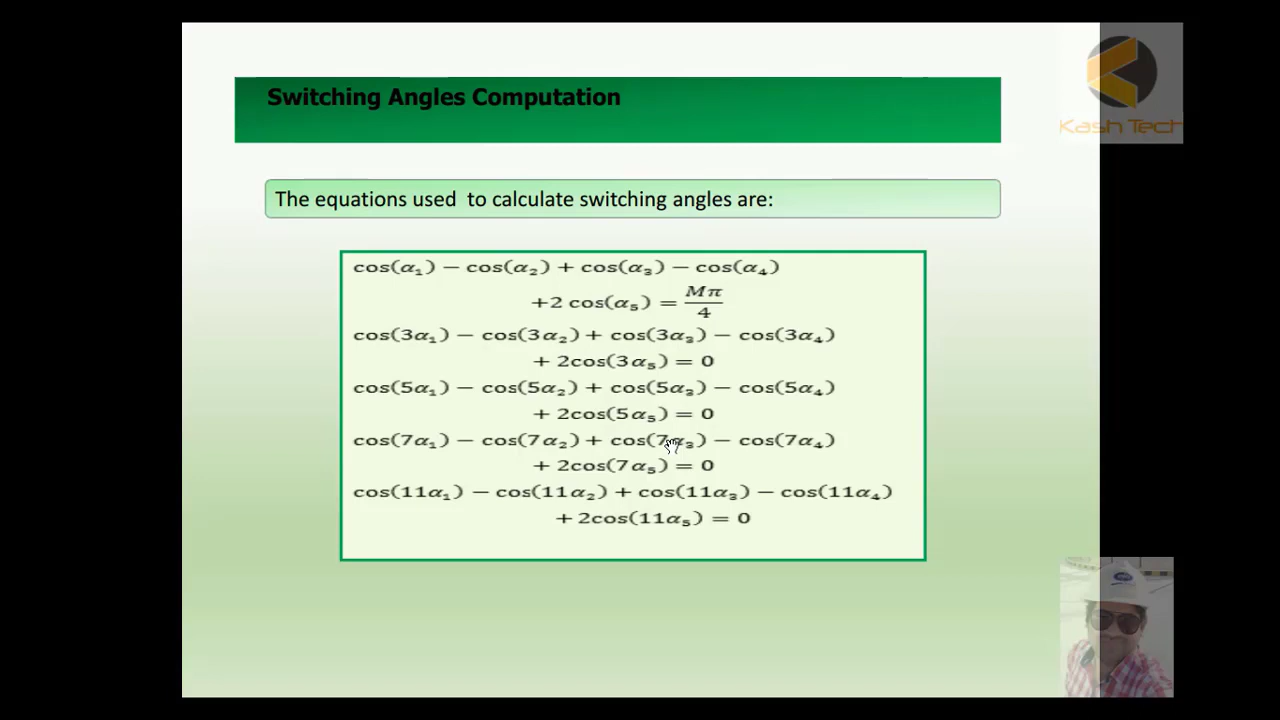 Kash Tech
Switching Angles Computation
The equations used to calculate switching angles are:
cos(α₁) − cos(α₂) + cos(α₃) − cos(α₄)
+2 cos(α₅) = Mπ/4
cos(3α₁) − cos(3α₂) + cos(3α₃) − cos(3α₄)
+ 2cos(3α₅) = 0
cos(5α₁) − cos(5α₂) + cos(5α₃) − cos(5α₄)
+ 2cos(5α₅) = 0
cos(7α₁) − cos(7α₂) + cos(7α₃) − cos(7α₄)
+ 2cos(7α₅) = 0
cos(11α₁) − cos(11α₂) + cos(11α₃) − cos(11α₄)
+ 2cos(11α₅) = 0